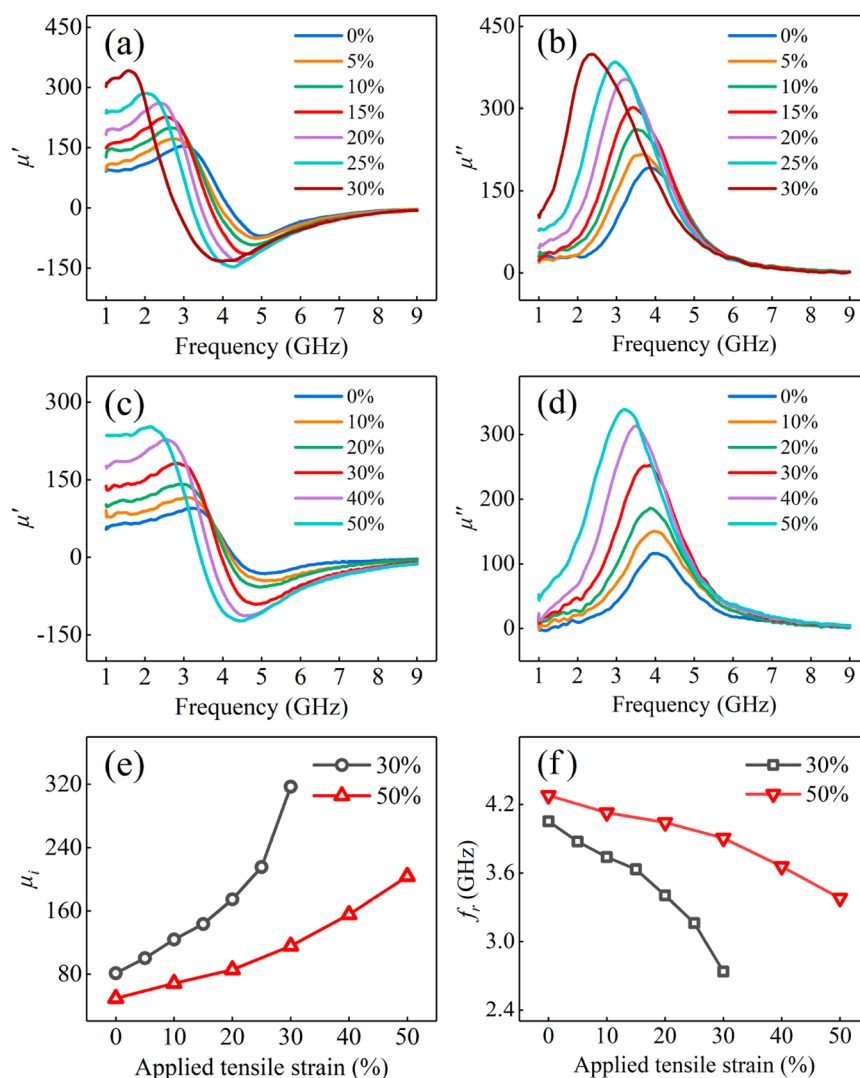 (a)
0%
5%
10%
15%
20%
25%
30%
450
300
150
0
-150
μ′
1 2 3 4 5 6 7 8 9
Frequency (GHz)
(b)
0%
5%
10%
15%
20%
25%
30%
450
300
150
0
μ″
1 2 3 4 5 6 7 8 9
Frequency (GHz)
(c)
0%
10%
20%
30%
40%
50%
300
150
0
-150
μ′
1 2 3 4 5 6 7 8 9
Frequency (GHz)
(d)
0%
10%
20%
30%
40%
50%
300
200
100
0
μ″
1 2 3 4 5 6 7 8 9
Frequency (GHz)
(e)
30%
50%
320
240
160
80
μi
0 10 20 30 40 50
Applied tensile strain (%)
(f)
30%
50%
4.2
3.6
3.0
2.4
fr (GHz)
0 10 20 30 40 50
Applied tensile strain (%)